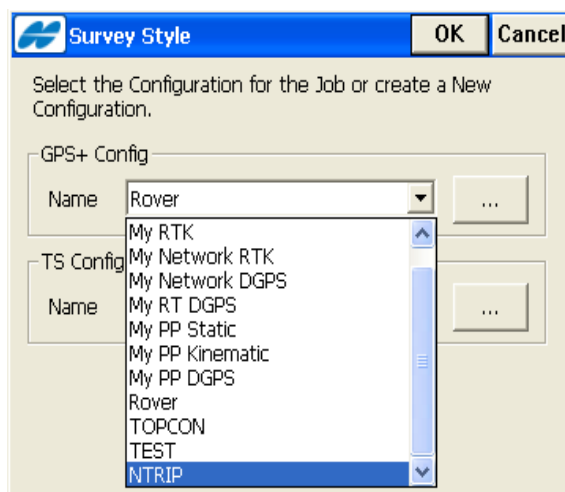 Survey Style OK Cancel
Select the Configuration for the Job or create a New
Configuration.
GPS+ Config
Name Rover ...
My RTK
My Network RTK
My Network DGPS
My RT DGPS
My PP Static
My PP Kinematic
My PP DGPS
Rover
TOPCON
TEST
NTRIP
TS Config
Name ...